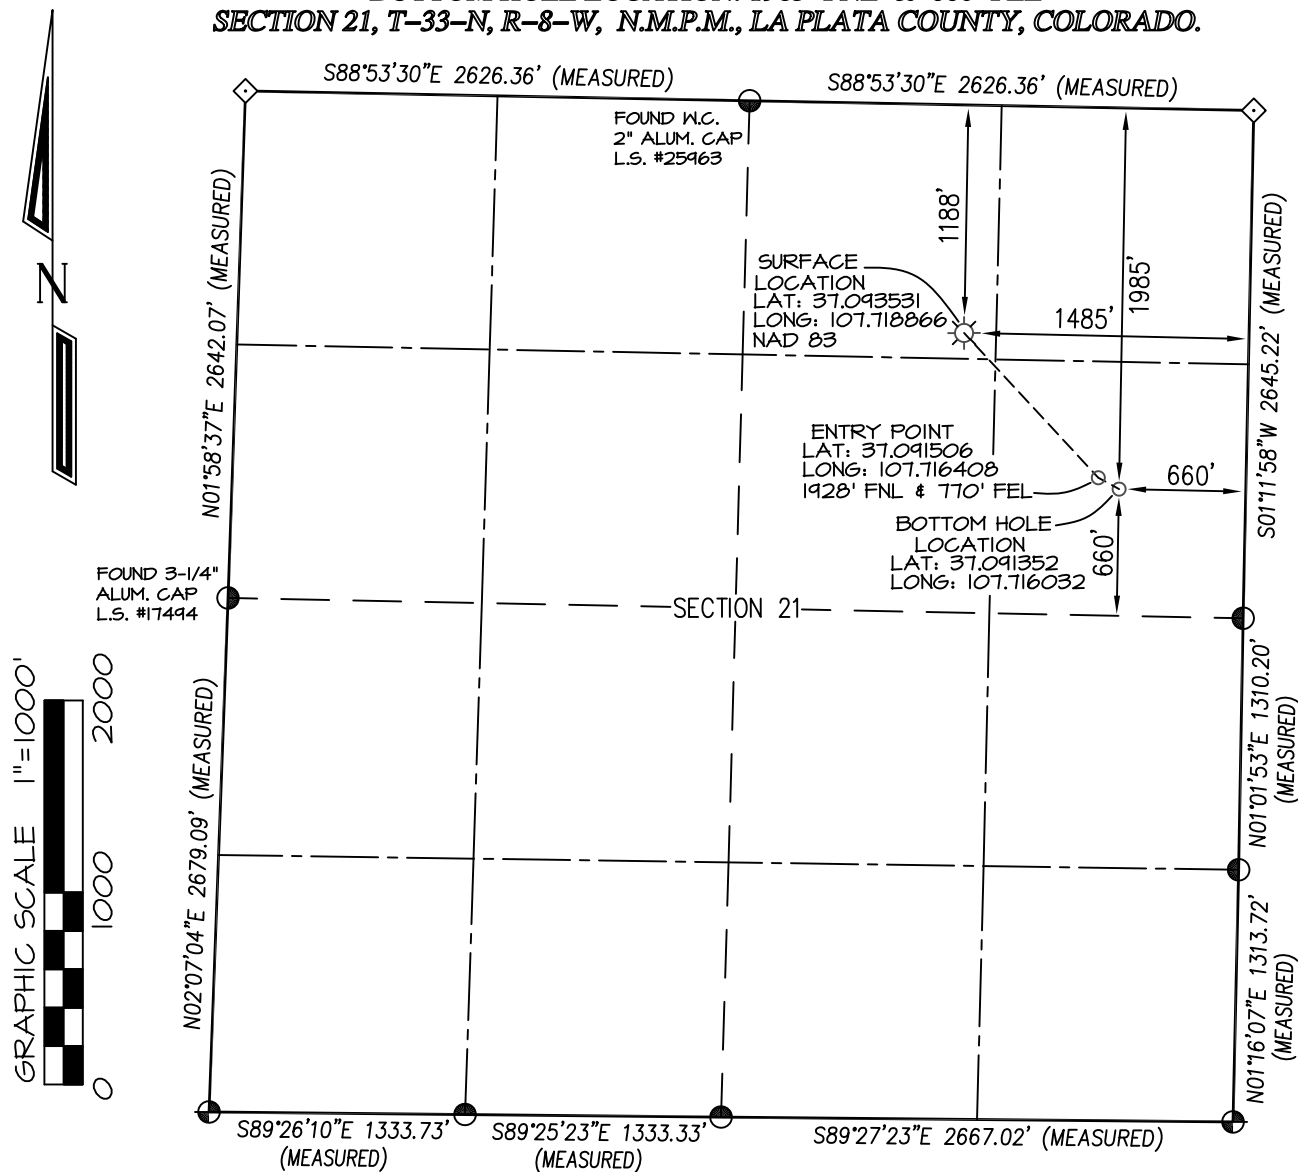 SECTION 21, T-33-N, R-8-W, N.M.P.M., LA PLATA COUNTY, COLORADO.
S88°53'30"E 2626.36' (MEASURED)
S88°53'30"E 2626.36' (MEASURED)
FOUND W.C.
2" ALUM. CAP
L.S. #25963
N
N01°58'37"E 2642.07' (MEASURED)
1188'
1985'
1485'
S01°11'58"W 2645.22' (MEASURED)
SURFACE
LOCATION
LAT: 37.093531
LONG: 107.718866
NAD 83
ENTRY POINT
LAT: 37.091506
LONG: 107.716408
1928' FNL & 770' FEL
660'
BOTTOM HOLE
LOCATION
LAT: 37.091352
LONG: 107.716032
660'
FOUND 3-1/4"
ALUM. CAP
L.S. #17494
SECTION 21
GRAPHIC SCALE 1"=1000'
2000
1000
0
N02°07'04"E 2679.09' (MEASURED)
N01°01'53"E 1310.20'
(MEASURED)
N01°16'07"E 1313.72'
(MEASURED)
S89°26'10"E 1333.73'
(MEASURED)
S89°25'23"E 1333.33'
(MEASURED)
S89°27'23"E 2667.02' (MEASURED)